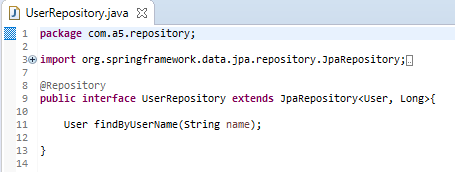 UserRepository.java
1 package com.a5.repository;
2
3 import org.springframework.data.jpa.repository.JpaRepository;
7
8 @Repository
9 public interface UserRepository extends JpaRepository<User, Long>{
10
11 User findByUserName(String name);
12
13 }
14